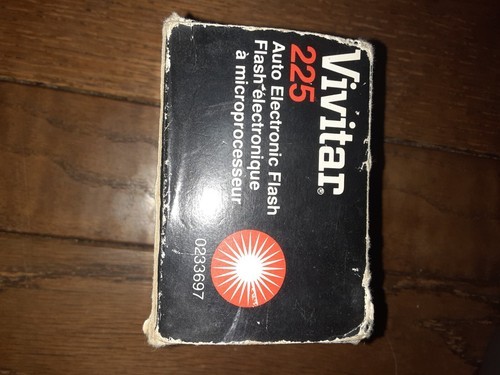 Vivitar®
225
Auto Electronic Flash
Flash électronique
à microprocesseur
0233697